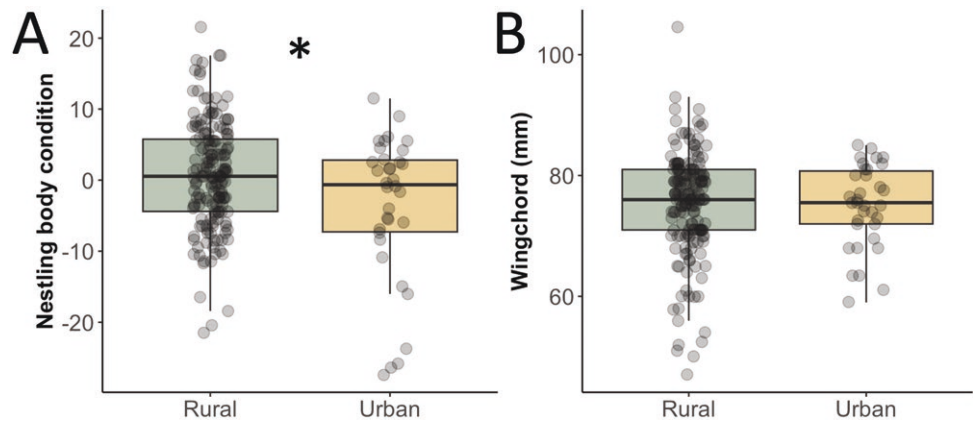 A
*
Nestling body condition
20
10
0
-10
-20
Rural
Urban
B
Wingchord (mm)
100
80
60
Rural
Urban